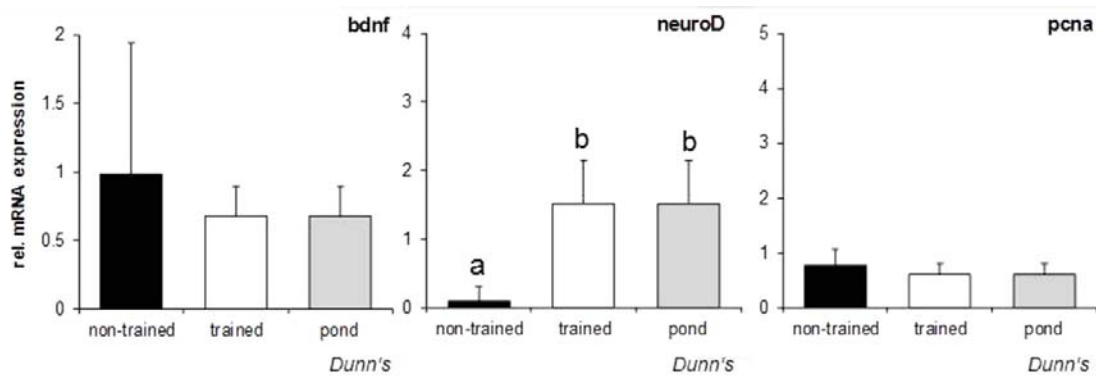 bdnf
rel. mRNA expression
2
1.5
1
0.5
0
non-trained trained pond
Dunn's
neuroD
4
3
2
1
0
a
b
b
non-trained trained pond
Dunn's
pcna
5
4
3
2
1
0
non-trained trained pond
Dunn's